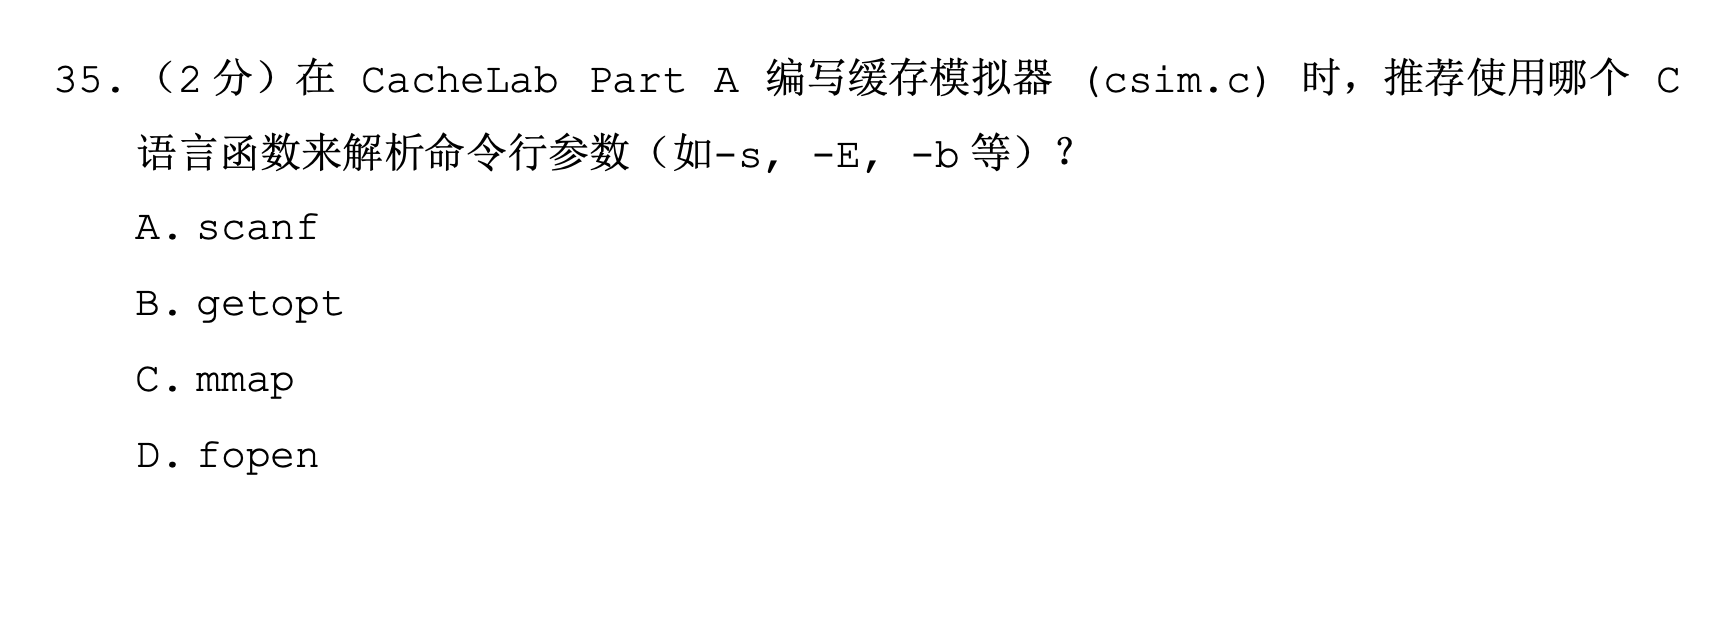 35.（2 分）在 CacheLab Part A 编写缓存模拟器 (csim.c) 时，推荐使用哪个 C
语言函数来解析命令行参数（如-s, -E, -b 等）？
A. scanf
B. getopt
C. mmap
D. fopen